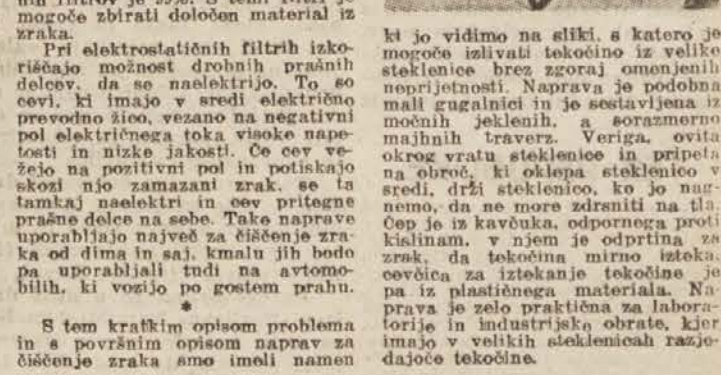 mogoče zbirati določen material iz
zraka.
Pri elektrostatičnih filtrih izko-
riščajo možnost drobnih prašnih
delcev, da se naelektrijo. To so
cevi, ki imajo v sredi električno
prevodno žico, vezano na negativni
pol električnega toka visoke nape-
tosti in nizke jakosti. Če cev ve-
žejo na pozitivni pol in potiskajo
skozi njo zamazani zrak, se ta
tamkaj naelektri in cev pritegne
prašne delce na sebe. Take naprave
uporabljajo največ za čiščenje zra-
ka od dima in saj, kmalu jih bodo
pa uporabljali tudi na avtomo-
bilih, ki vozijo po gostem prahu.
*
S tem kratkim opisom problema
in s površnim opisom naprav za
čiščenje zraka smo imeli namen
ki jo vidimo na sliki, s katero je
mogoče izlivati tekočino iz velike
steklenice brez zgoraj omenjenih
neprijetnosti. Naprava je podobna
mali gugalnici in je sestavljena iz
močnih jeklenih, a sorazmerno
majhnih traverz. Veriga, ovita
okrog vratu steklenice in pripeta
na obroč, ki oklepa steklenico v
sredi, drži steklenico, ko jo nag-
nemo, da ne more zdrsniti na tla.
Čep je iz kavčuka, odpornega proti
kislinam, v njem je odprtina za
zrak, da tekočina mirno izteka,
cevčica za iztekanje tekočine je
pa iz plastičnega materiala. Na-
prava je zelo praktična za labora-
torije in industrijske obrate, kjer
imajo v velikih steklenicah razje-
dajoče tekočine.